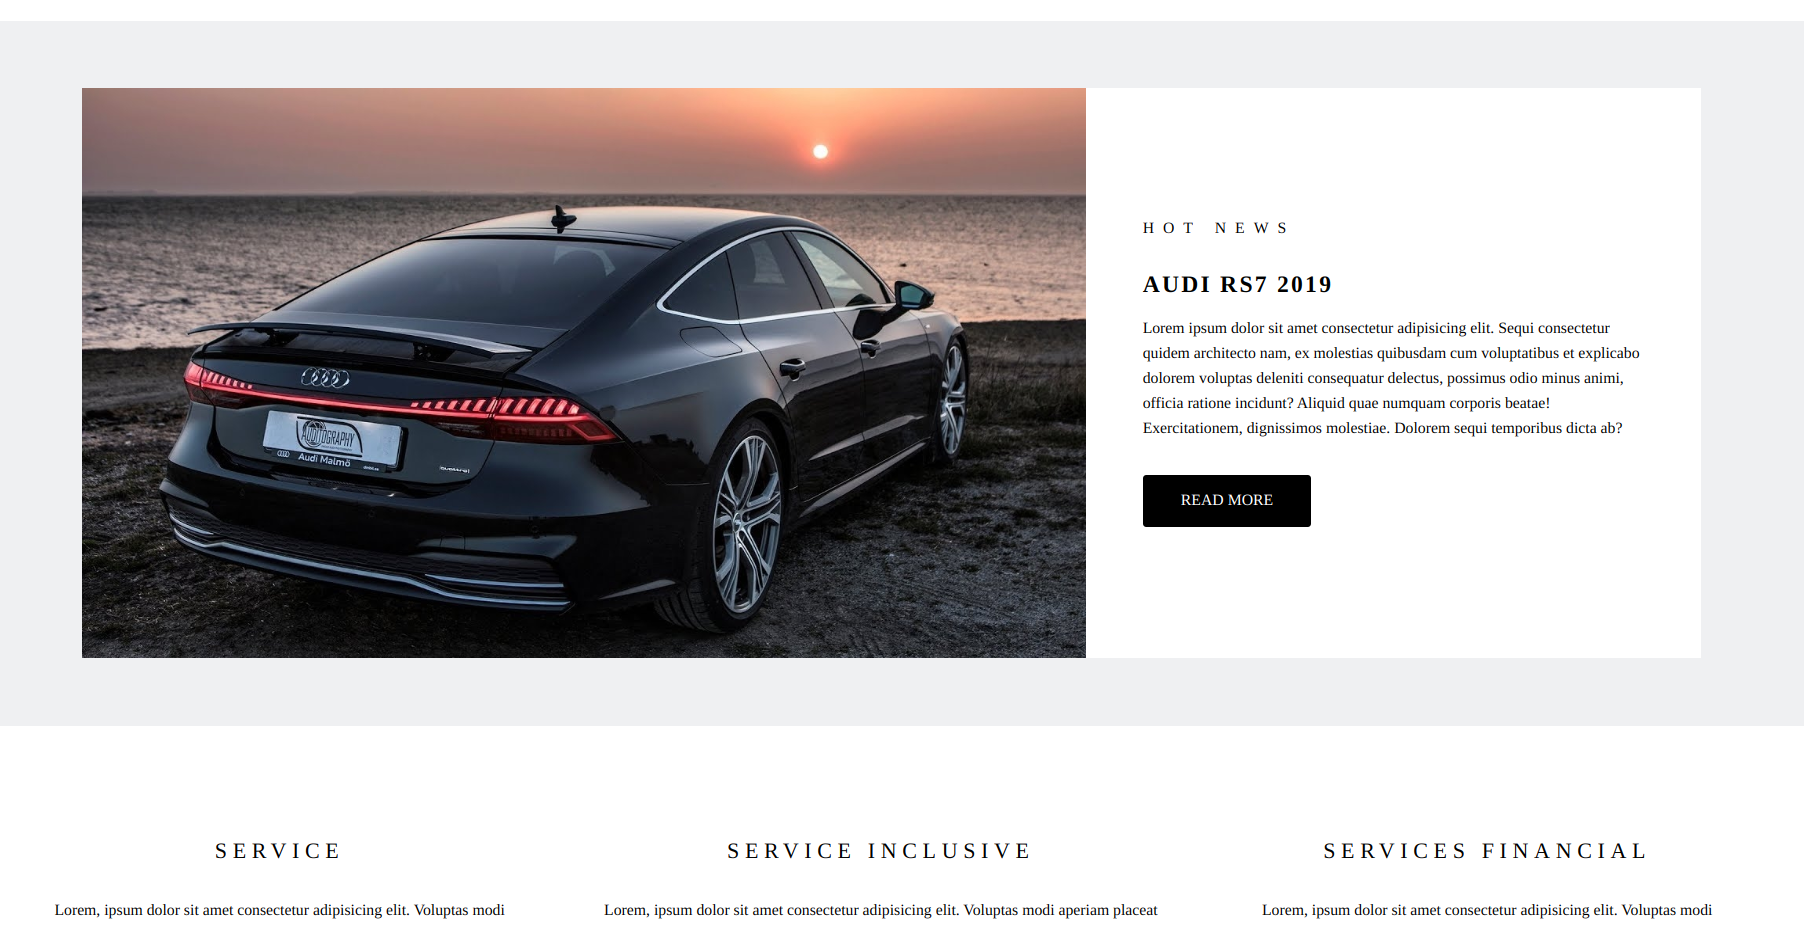 HOT NEWS
AUDI RS7 2019
Lorem ipsum dolor sit amet consectetur adipisicing elit. Sequi consectetur
quidem architecto nam, ex molestias quibusdam cum voluptatibus et explicabo
dolorem voluptas deleniti consequatur delectus, possimus odio minus animi,
officia ratione incidunt? Aliquid quae numquam corporis beatae!
Exercitationem, dignissimos molestiae. Dolorem sequi temporibus dicta ab?
READ MORE
AUDITOGRAPHY
Audi Malmö
quattro
SERVICE
Lorem, ipsum dolor sit amet consectetur adipisicing elit. Voluptas modi
SERVICE INCLUSIVE
Lorem, ipsum dolor sit amet consectetur adipisicing elit. Voluptas modi aperiam placeat
SERVICES FINANCIAL
Lorem, ipsum dolor sit amet consectetur adipisicing elit. Voluptas modi